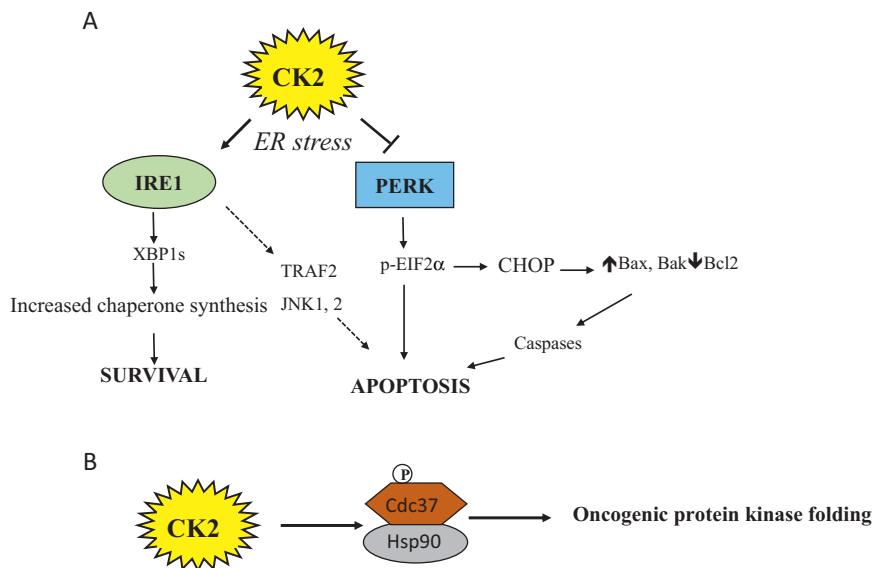 A
CK2
ER stress
IRE1
PERK
XBP1s
TRAF2
p-EIF2α
CHOP
🡹Bax, Bak🡻Bcl2
Increased chaperone synthesis
JNK1, 2
Caspases
SURVIVAL
APOPTOSIS
B
P
CK2
Cdc37
Hsp90
Oncogenic protein kinase folding